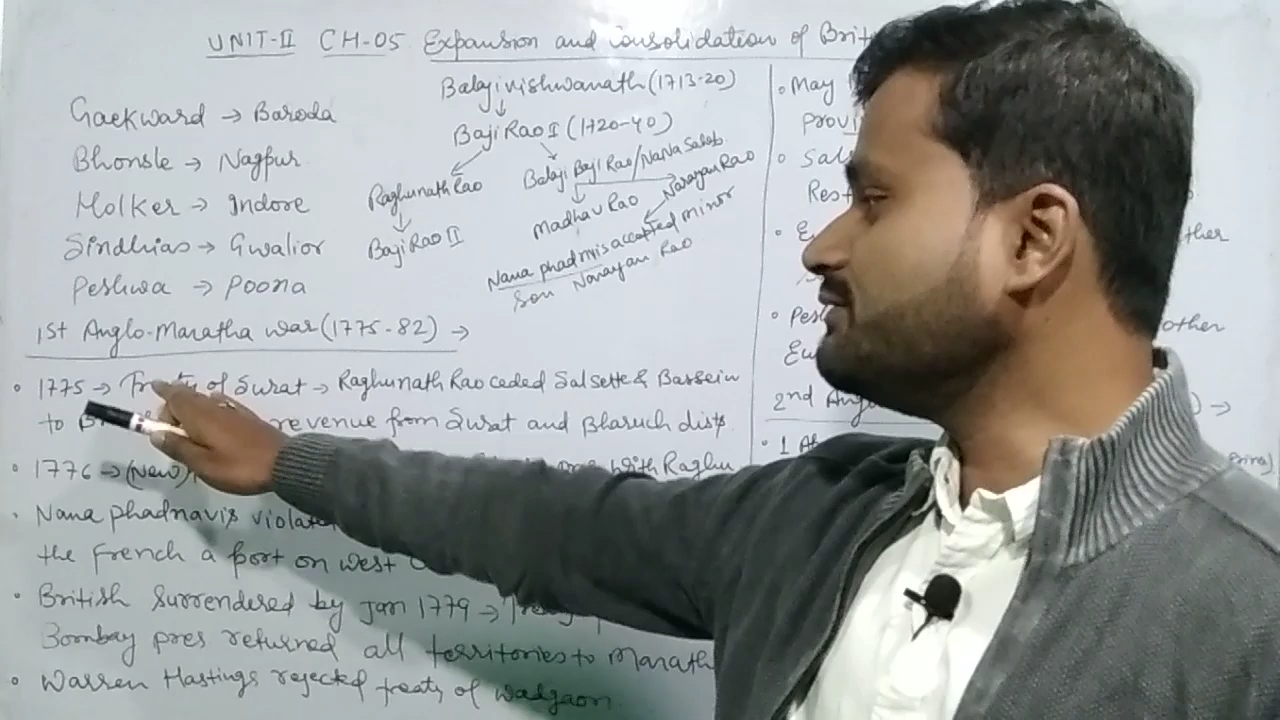 UNIT-II CH-05 Expansion and Consolidation of Brit
Gaekward → Baroda
Bhonsle → Nagpur
Holker → Indore
Sindhias → Gwalior
Peshwa → Poona
Balaji vishwanath (1713-20)
Baji Rao I (1720-40)
Raghunath Rao
Balaji Baji Rao/Nana Saheb
Baji Rao II
Madhav Rao
Narayan Rao
Nana phadnvis accepted minor
Son Narayan Rao
1st Anglo-Maratha war (1775-82) →
• 1775 → Treaty of Surat → Raghunath Rao ceded Salsette & Bassein
to revenue from Surat and Bharuch dists
• 1776 → (New) with Raghu
• Nana phadnavis
the French a port on west
• British surrendered by Jan 1779 →
Bombay pres returned all territories to Marath
• Warren Hastings rejected treaty of Wadgaon
• May
Provi
• Sal
Rest
• E ther
• Pesh other
Eu
2nd Ang →